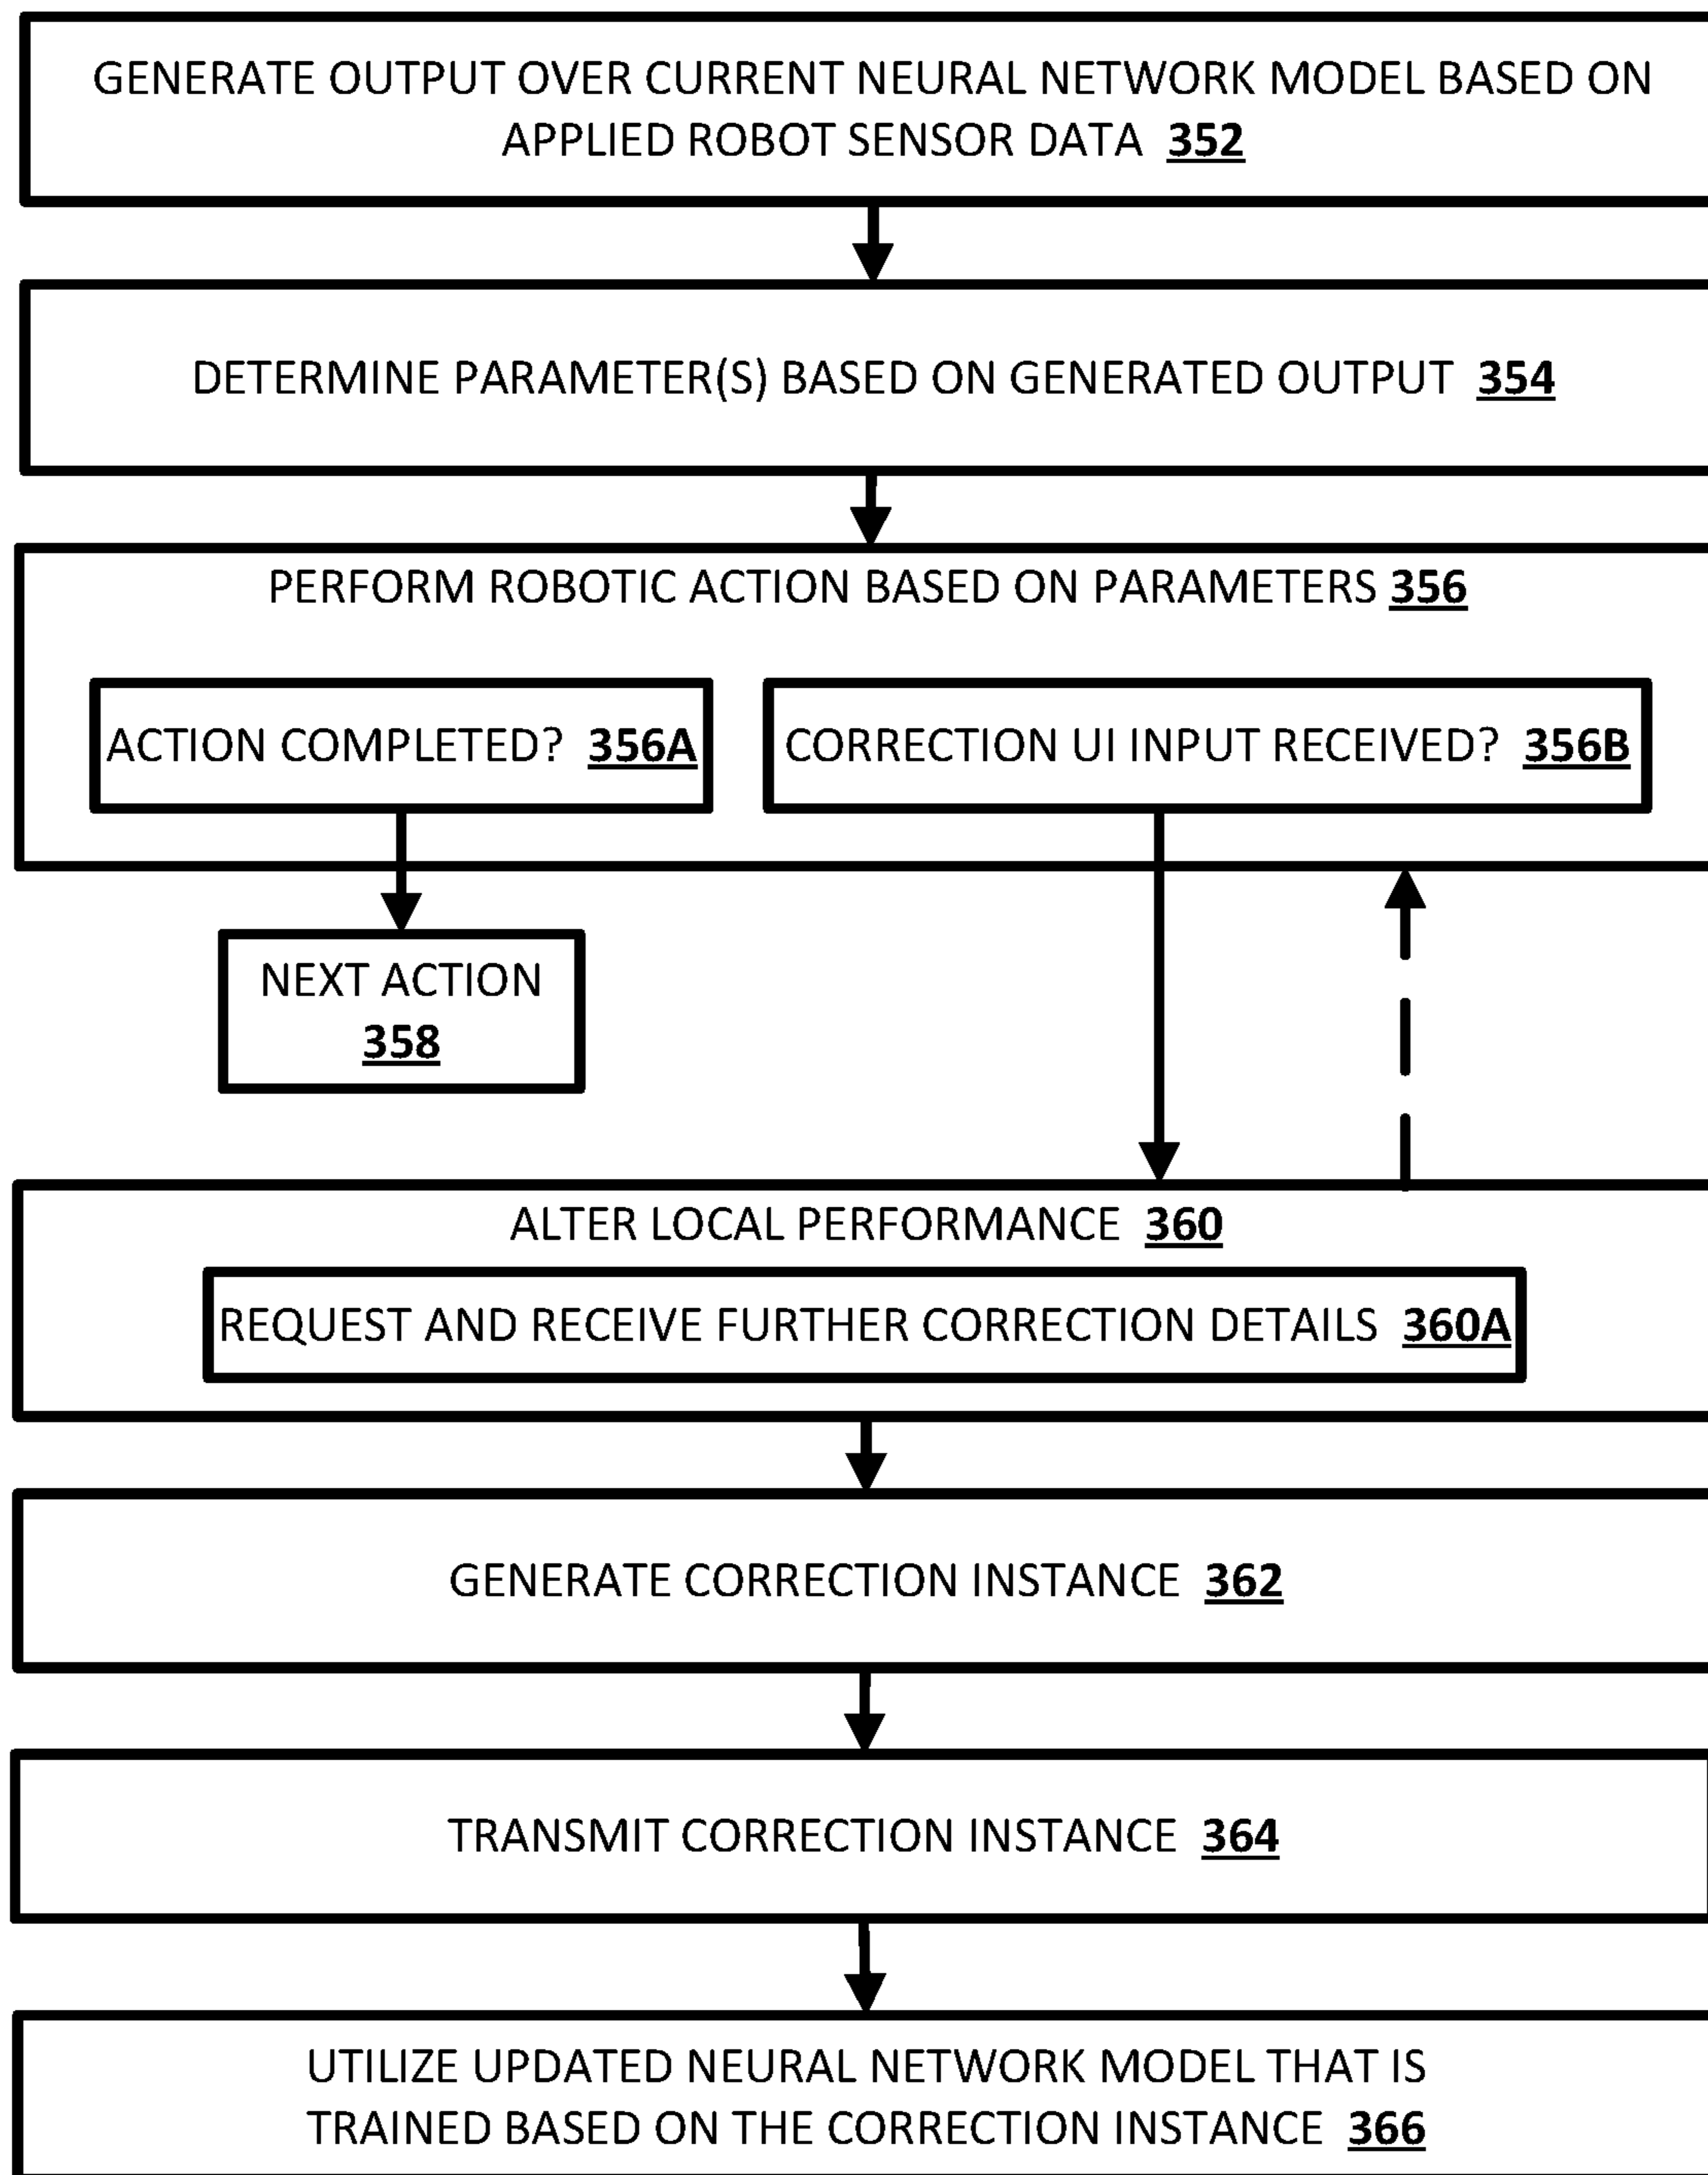 GENERATE OUTPUT OVER CURRENT NEURAL NETWORK MODEL BASED ON
APPLIED ROBOT SENSOR DATA 352
DETERMINE PARAMETER(S) BASED ON GENERATED OUTPUT 354
PERFORM ROBOTIC ACTION BASED ON PARAMETERS 356
ACTION COMPLETED? 356A
CORRECTION UI INPUT RECEIVED? 356B
NEXT ACTION
358
ALTER LOCAL PERFORMANCE 360
REQUEST AND RECEIVE FURTHER CORRECTION DETAILS 360A
GENERATE CORRECTION INSTANCE 362
TRANSMIT CORRECTION INSTANCE 364
UTILIZE UPDATED NEURAL NETWORK MODEL THAT IS
TRAINED BASED ON THE CORRECTION INSTANCE 366